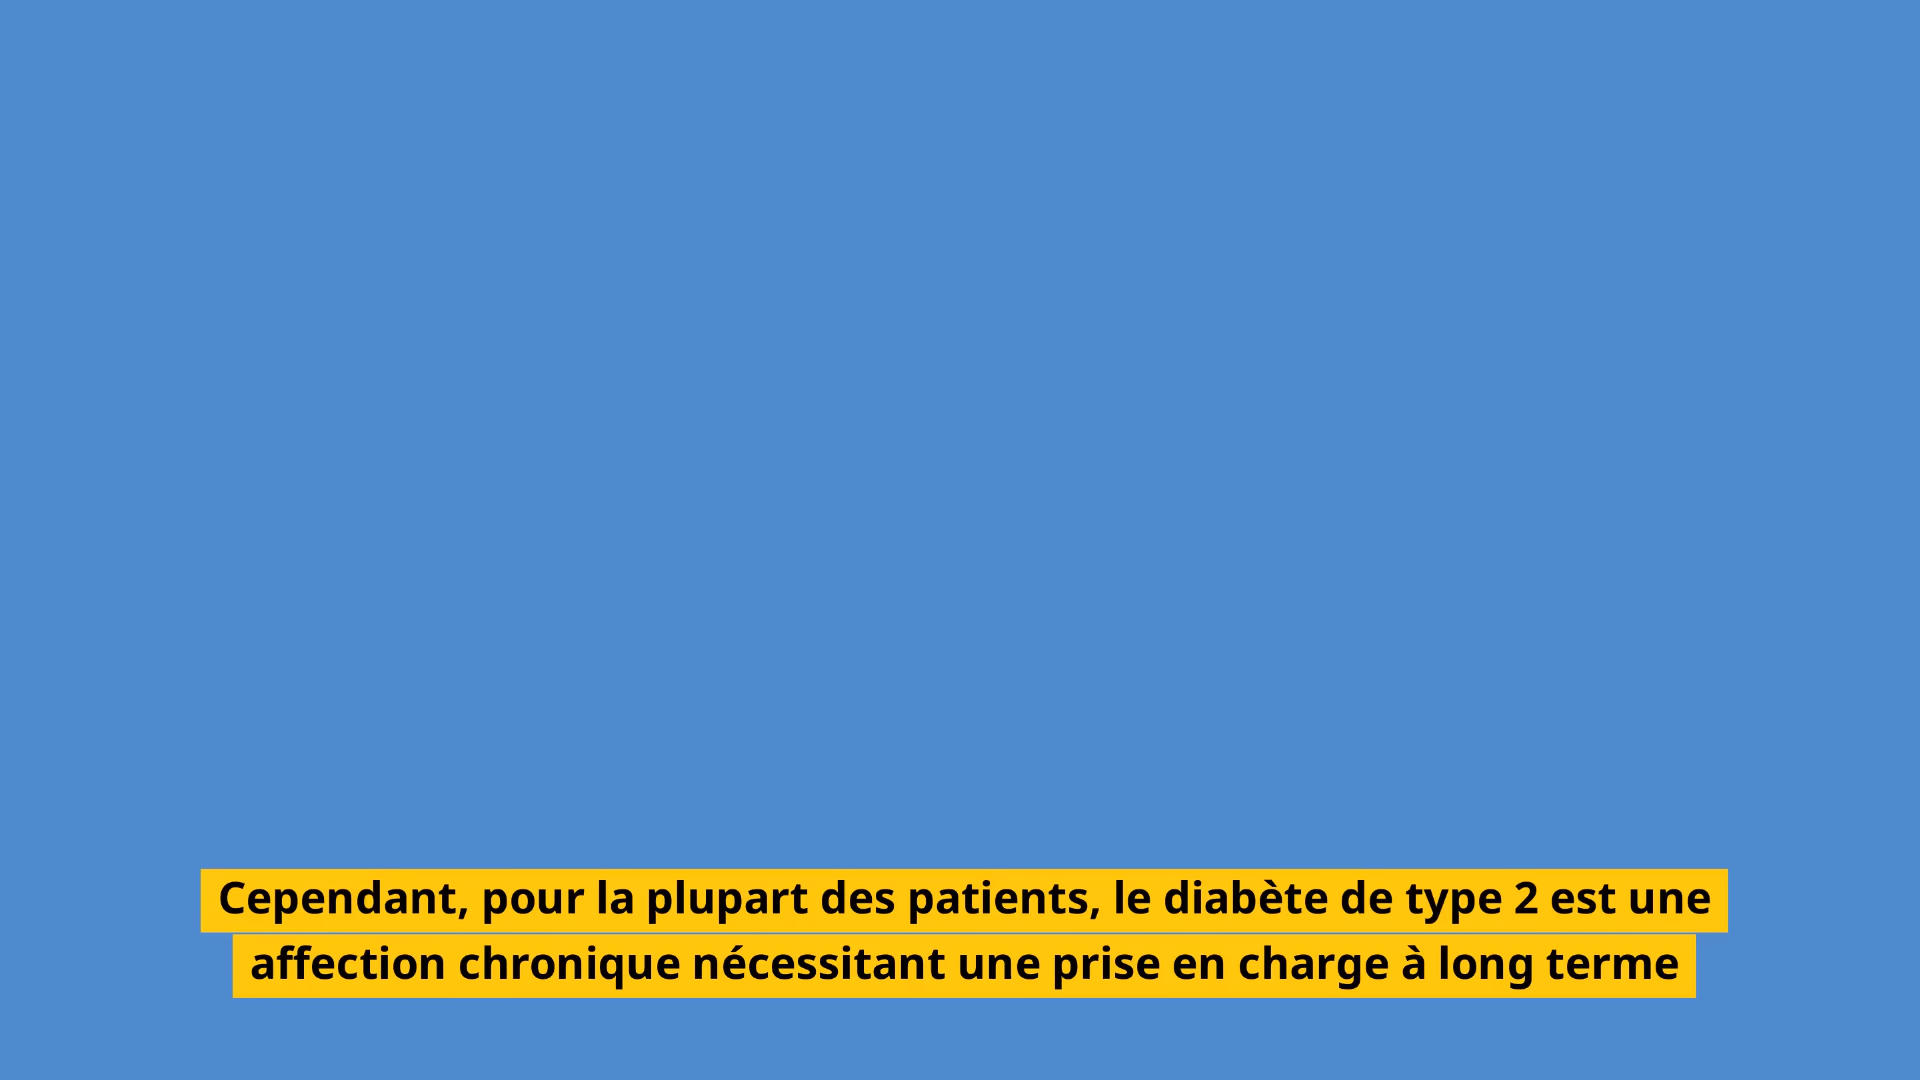 Cependant, pour la plupart des patients, le diabète de type 2 est une
affection chronique nécessitant une prise en charge à long terme